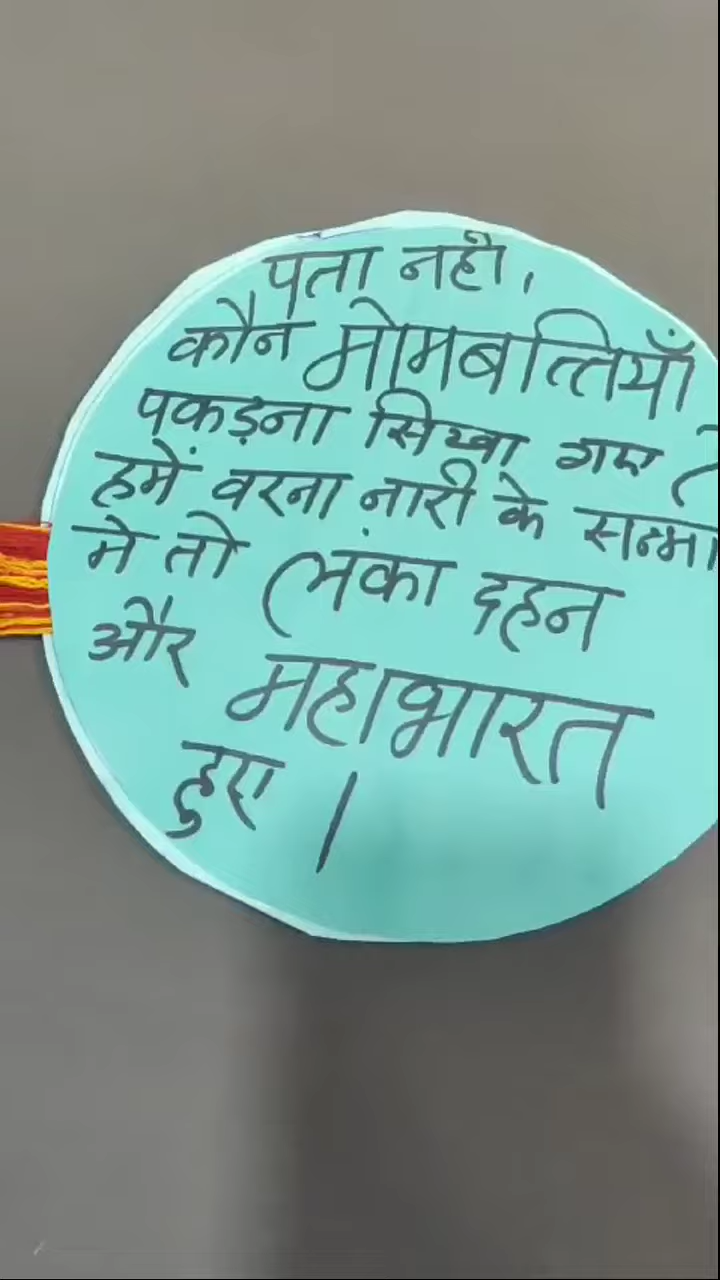 पता नहीं,
कौन मोमबत्तियाँ
पकड़ना सिखा गए
हमें वरना नारी के सम्मा
मे तो लंका दहन
और महाभारत
हुए |